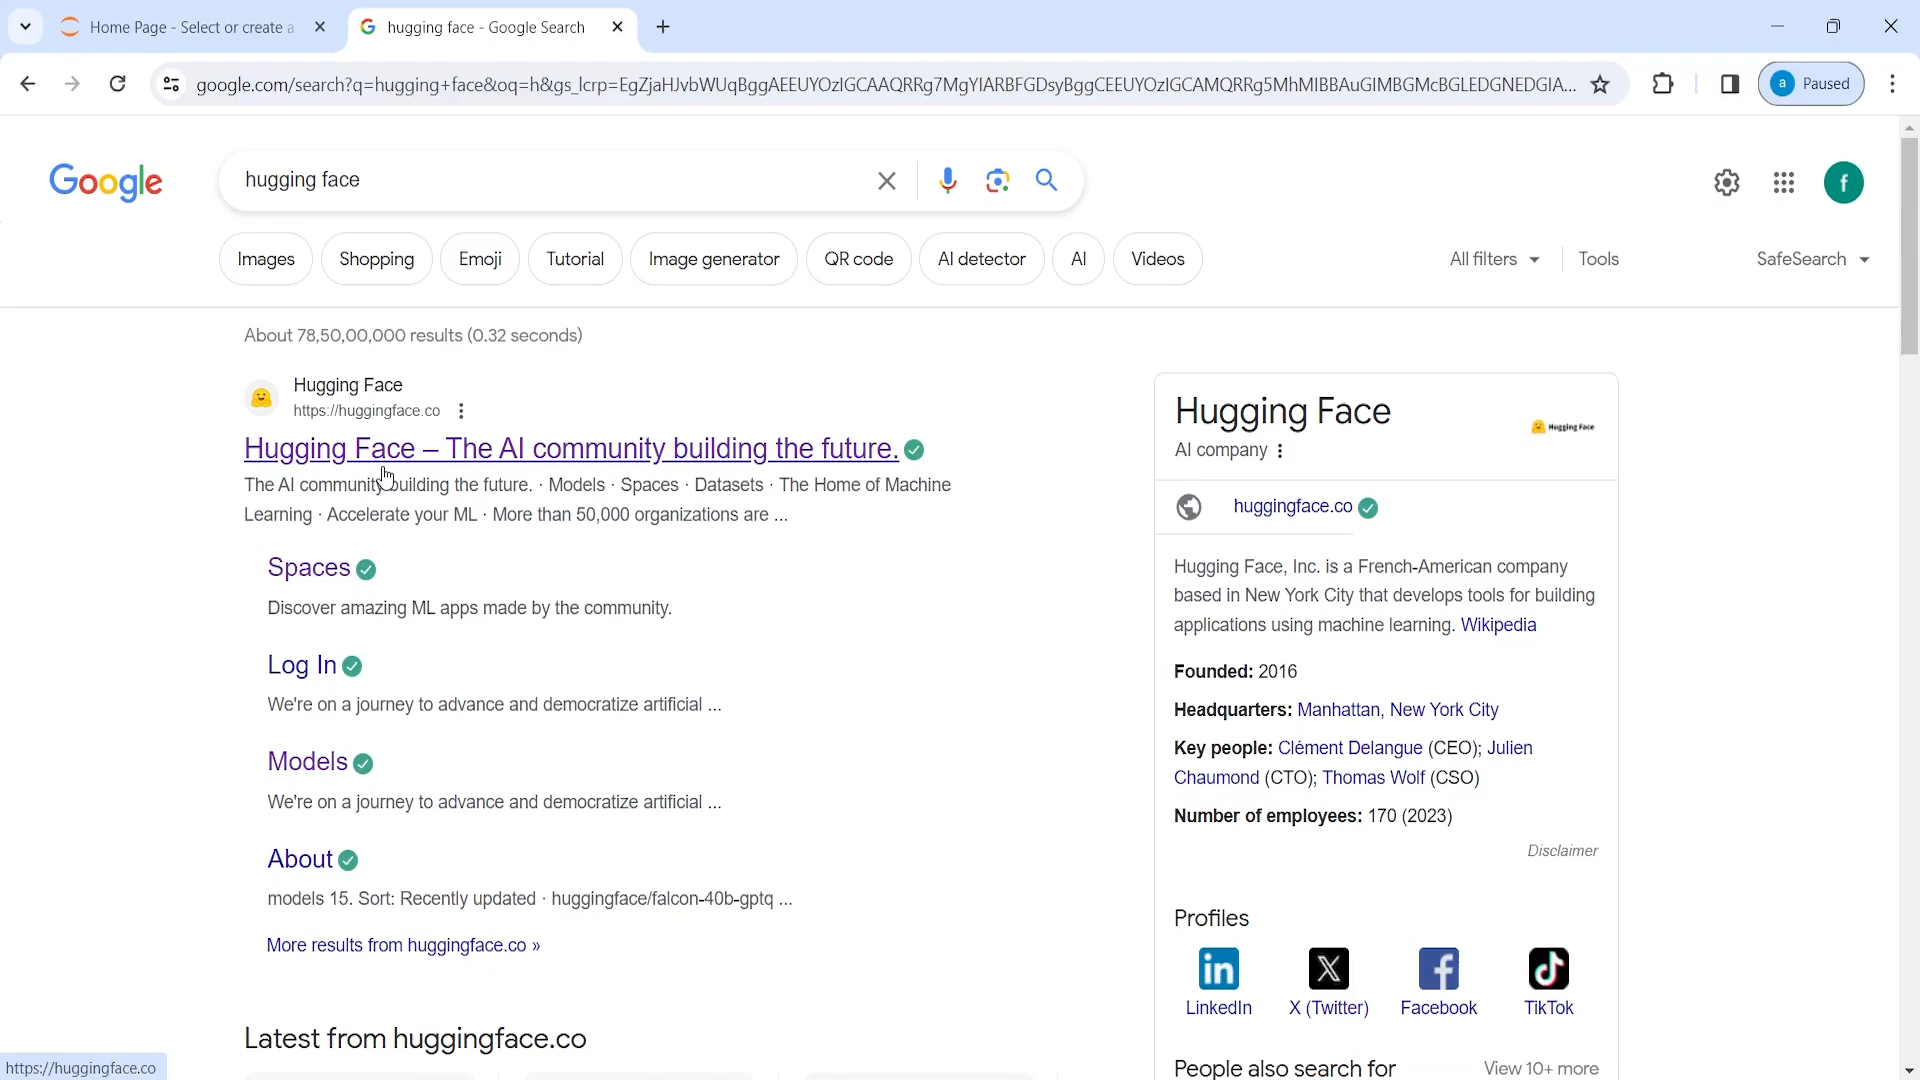 Home Page - Select or create a
hugging face - Google Search
google.com/search?q=hugging+face&oq=h&gs_lcrp=EgZjaHJvbWUqBggAEEUYOzIGCAAQRRg7MgYIARBFGDsyBggCEEUYOzIGCAMQRRg5MhMIBBAuGIMBGMcBGLEDGNEDGIA...
a Paused
Google
hugging face
f
Images
Shopping
Emoji
Tutorial
Image generator
QR code
AI detector
AI
Videos
All filters
Tools
SafeSearch
About 78,50,00,000 results (0.32 seconds)
Hugging Face
https://huggingface.co
Hugging Face – The AI community building the future.
The AI community building the future. · Models · Spaces · Datasets · The Home of Machine
Learning · Accelerate your ML · More than 50,000 organizations are ...
Spaces
Discover amazing ML apps made by the community.
Log In
We're on a journey to advance and democratize artificial ...
Models
We're on a journey to advance and democratize artificial ...
About
models 15. Sort: Recently updated · huggingface/falcon-40b-gptq ...
More results from huggingface.co »
Latest from huggingface.co
Hugging Face
AI company
Hugging Face
huggingface.co
Hugging Face, Inc. is a French-American company
based in New York City that develops tools for building
applications using machine learning. Wikipedia
Founded: 2016
Headquarters: Manhattan, New York City
Key people: Clément Delangue (CEO); Julien
Chaumond (CTO); Thomas Wolf (CSO)
Number of employees: 170 (2023)
Disclaimer
Profiles
LinkedIn
X (Twitter)
Facebook
TikTok
People also search for
View 10+ more
https://huggingface.co